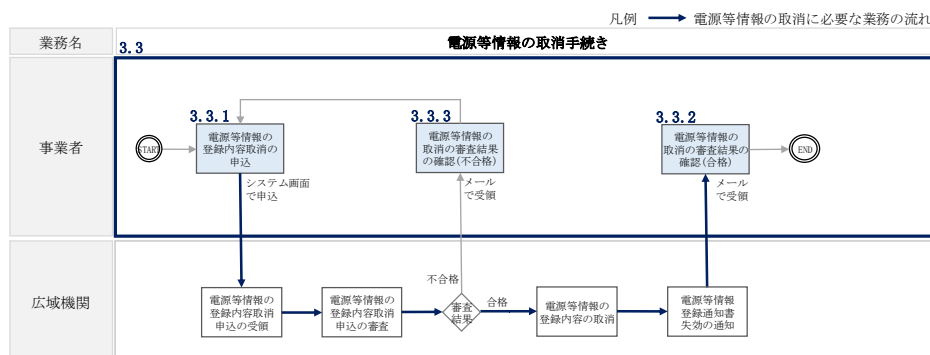 凡例 電源等情報の取消に必要な業務の流れ
業務名
3.3
電源等情報の取消手続き
事業者
START
3.3.1
電源等情報の
登録内容取消の
申込
システム画面
で申込
3.3.3
電源等情報の
取消の審査結果
の確認(不合格)
メール
で受領
3.3.2
電源等情報の
取消の審査結果の
確認(合格)
メール
で受領
END
広域機関
電源等情報の
登録内容取消
申込の受領
電源等情報の
登録内容取消
申込の審査
不合格
審査
結果
合格
電源等情報の
登録内容の取消
電源等情報
登録通知書
失効の通知